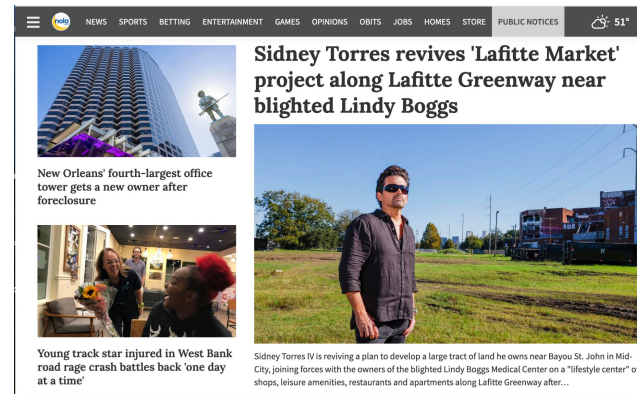 nola
NEWS SPORTS BETTING ENTERTAINMENT GAMES OPINIONS OBITS JOBS HOMES STORE PUBLIC NOTICES 51°
Sidney Torres revives 'Lafitte Market'
project along Lafitte Greenway near
blighted Lindy Boggs
New Orleans' fourth-largest office
tower gets a new owner after
foreclosure
Young track star injured in West Bank
road rage crash battles back 'one day
at a time'
Sidney Torres IV is reviving a plan to develop a large tract of land he owns near Bayou St. John in Mid-
City, joining forces with the owners of the blighted Lindy Boggs Medical Center on a "lifestyle center" o
shops, leisure amenities, restaurants and apartments along Lafitte Greenway after…